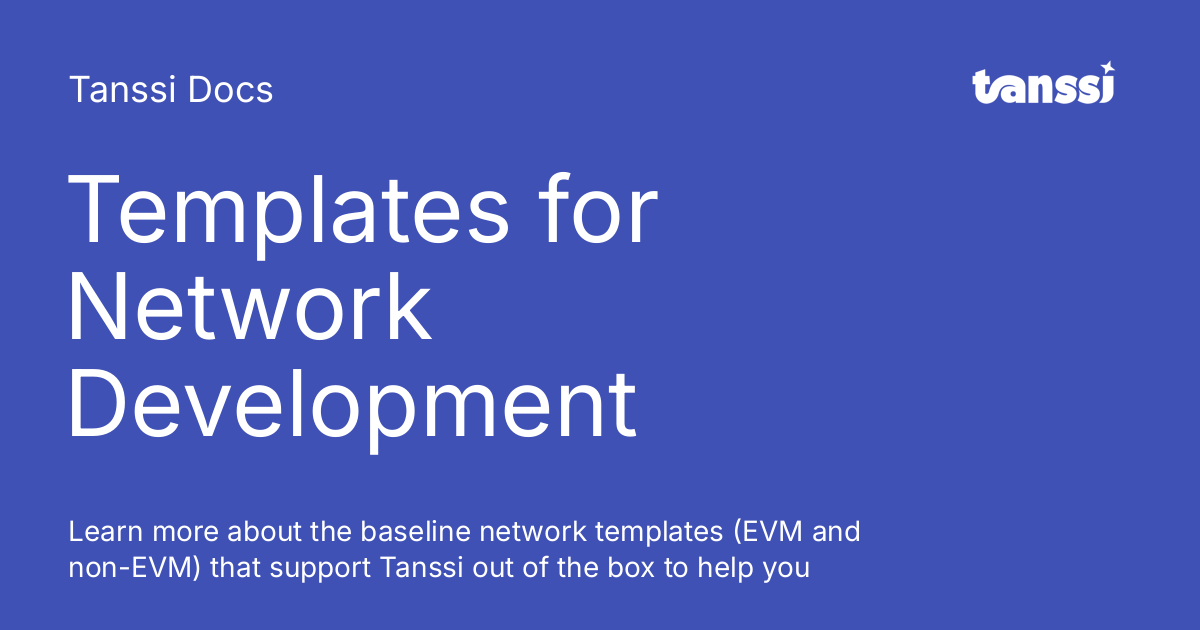 Tanssi Docs
tanssi
Templates for
Network
Development
Learn more about the baseline network templates (EVM and
non-EVM) that support Tanssi out of the box to help you